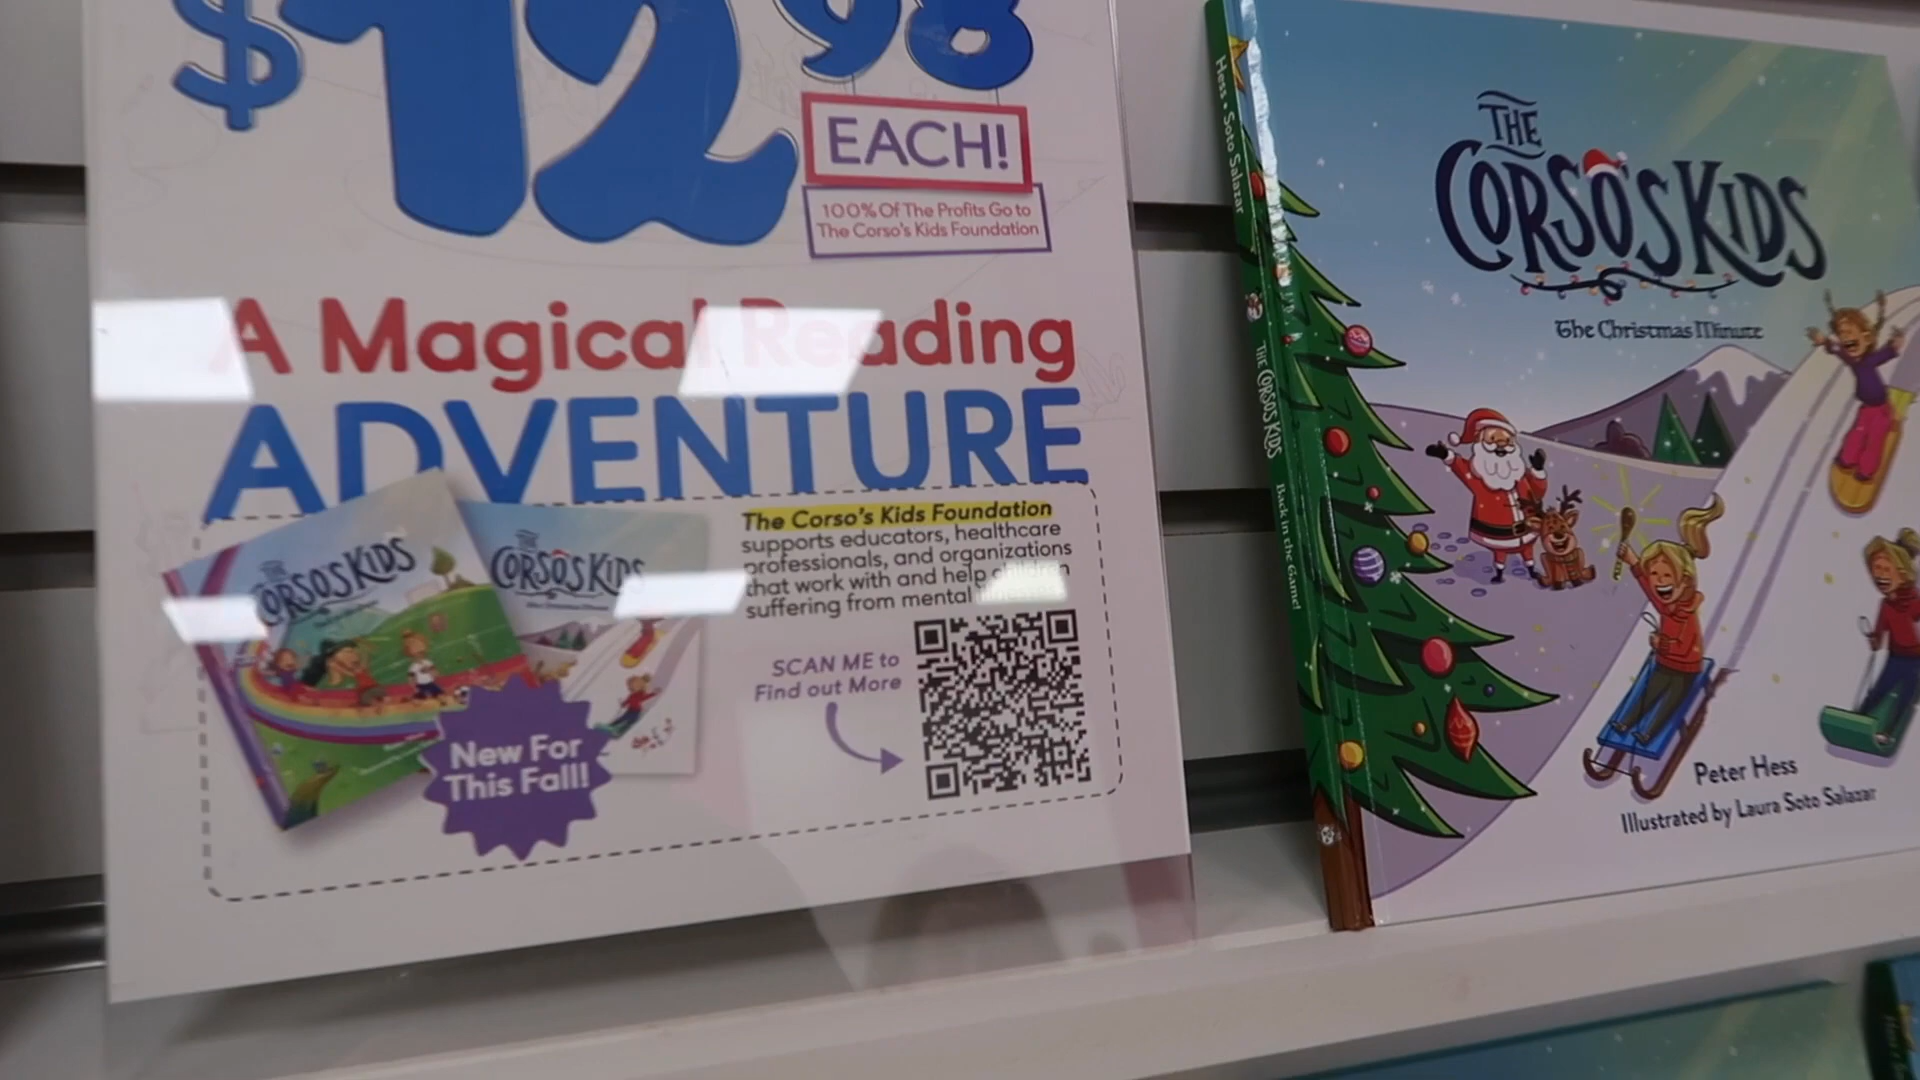 $12.98
EACH!
100% Of The Profits Go to
The Corso's Kids Foundation
A Magical Reading
ADVENTURE
THE
CORSO'S KIDS
THE
CORSO'S KIDS
The Corso's Kids Foundation
supports educators, healthcare
professionals, and organizations
that work with and help children
suffering from mental
SCAN ME to
Find out More
New For
This Fall!
Hess • Soto Salazar
THE CORSO'S KIDS
Back in the Game!
THE
CORSO'S KIDS
The Christmas Minute
Peter Hess
Illustrated by Laura Soto Salazar